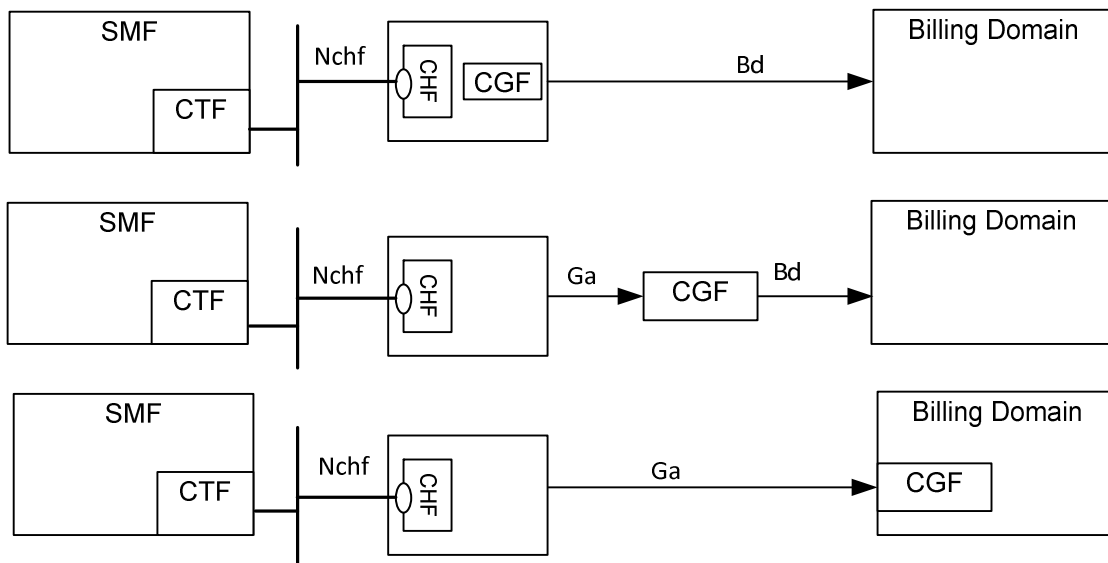 SMF
CTF
Nchf
CHF
CGF
Bd
Billing Domain
SMF
CTF
Nchf
CHF
Ga
CGF
Bd
Billing Domain
SMF
CTF
Nchf
CHF
Ga
Billing Domain
CGF